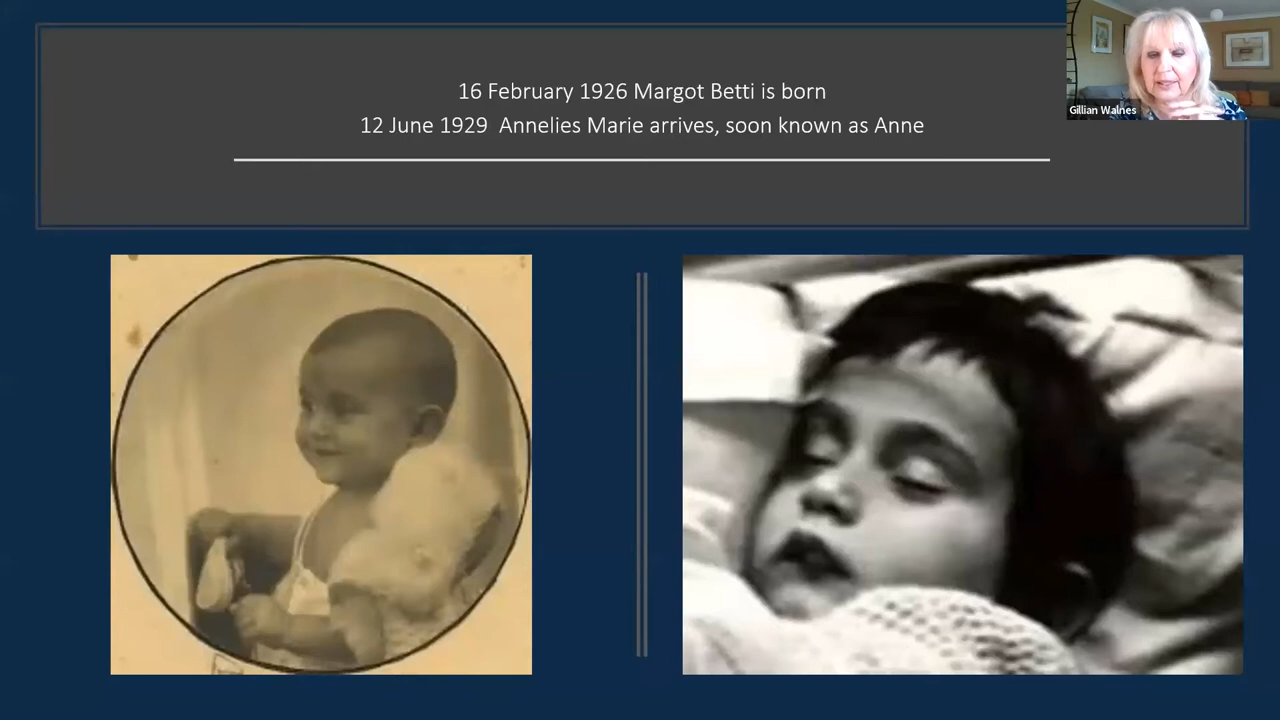 16 February 1926 Margot Betti is born
12 June 1929 Annelies Marie arrives, soon known as Anne
Gillian Walnes